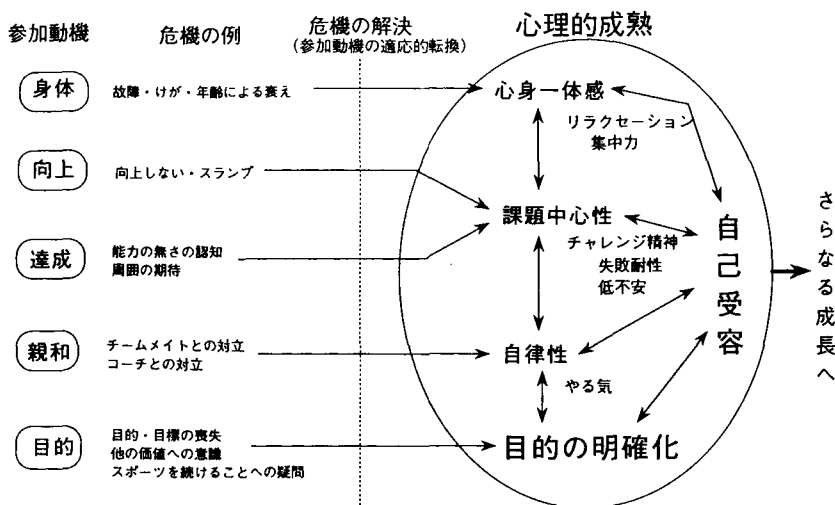 参加動機
危機の例
危機の解決
(参加動機の適応的転換)
心理的成熟
身体
故障・けが・年齢による衰え
心身一体感
リラクセーション
集中力
向上
向上しない・スランプ
課題中心性
チャレンジ精神
失敗耐性
低不安
達成
能力の無さの認知
周囲の期待
自己受容
さらなる成長へ
親和
チームメイトとの対立
コーチとの対立
自律性
やる気
目的
目的・目標の喪失
他の価値への意識
スポーツを続けることへの疑問
目的の明確化